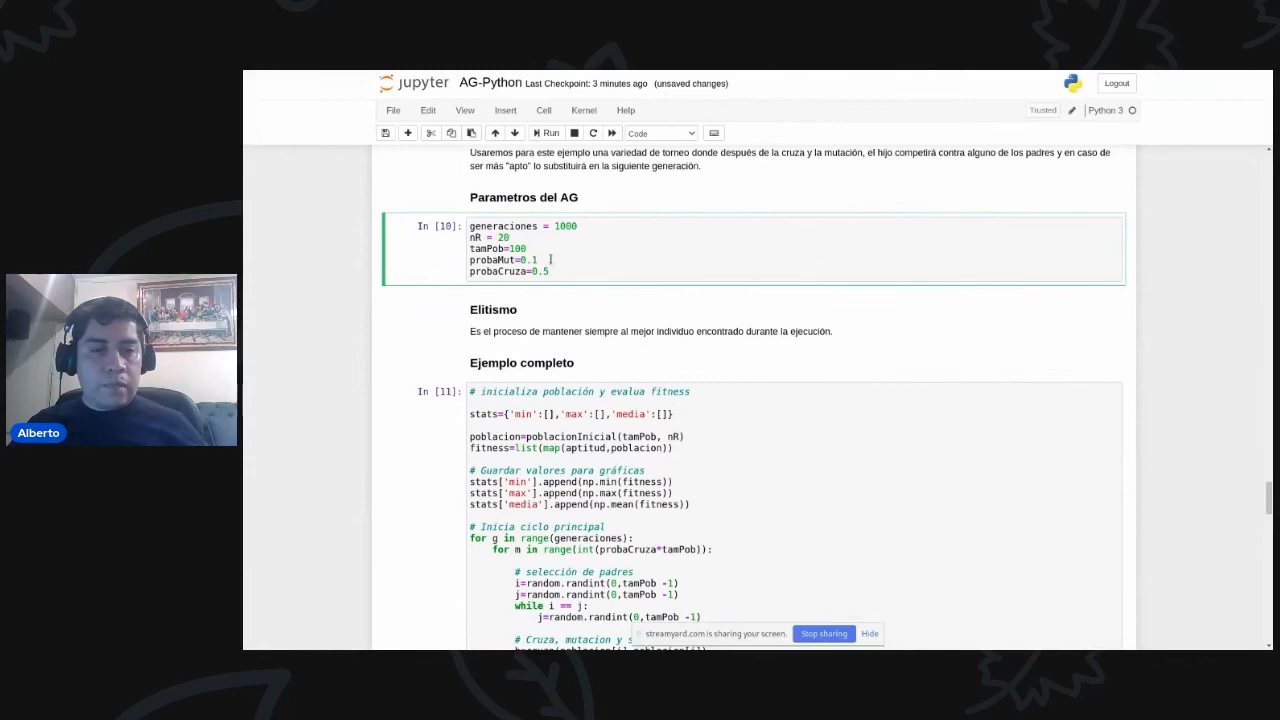 jupyter AG-Python Last Checkpoint: 3 minutes ago (unsaved changes)
Logout
File Edit View Insert Cell Kernel Help
Trusted Python 3
Run Code
Usaremos para este ejemplo una variedad de torneo donde después de la cruza y la mutación, el hijo competirá contra alguno de los padres y en caso de
ser más "apto" lo substituirá en la siguiente generación.
Parametros del AG
In [10]: generaciones = 1000
nR = 20
tamPob=100
probaMut=0.1
probaCruza=0.5
Elitismo
Es el proceso de mantener siempre al mejor individuo encontrado durante la ejecución.
Ejemplo completo
In [11]: # inicializa población y evalua fitness
stats={'min':[],'max':[],'media':[]}
poblacion=poblacionInicial(tamPob, nR)
fitness=list(map(aptitud,poblacion))
# Guardar valores para gráficas
stats['min'].append(np.min(fitness))
stats['max'].append(np.max(fitness))
stats['media'].append(np.mean(fitness))
# Inicia ciclo principal
for g in range(generaciones):
for m in range(int(probaCruza*tamPob)):
# selección de padres
i=random.randint(0,tamPob -1)
j=random.randint(0,tamPob -1)
while i == j:
j=random.randint(0,tamPob -1)
# Cruza, mutacion y s
streamyard.com is sharing your screen. Stop sharing Hide
Alberto